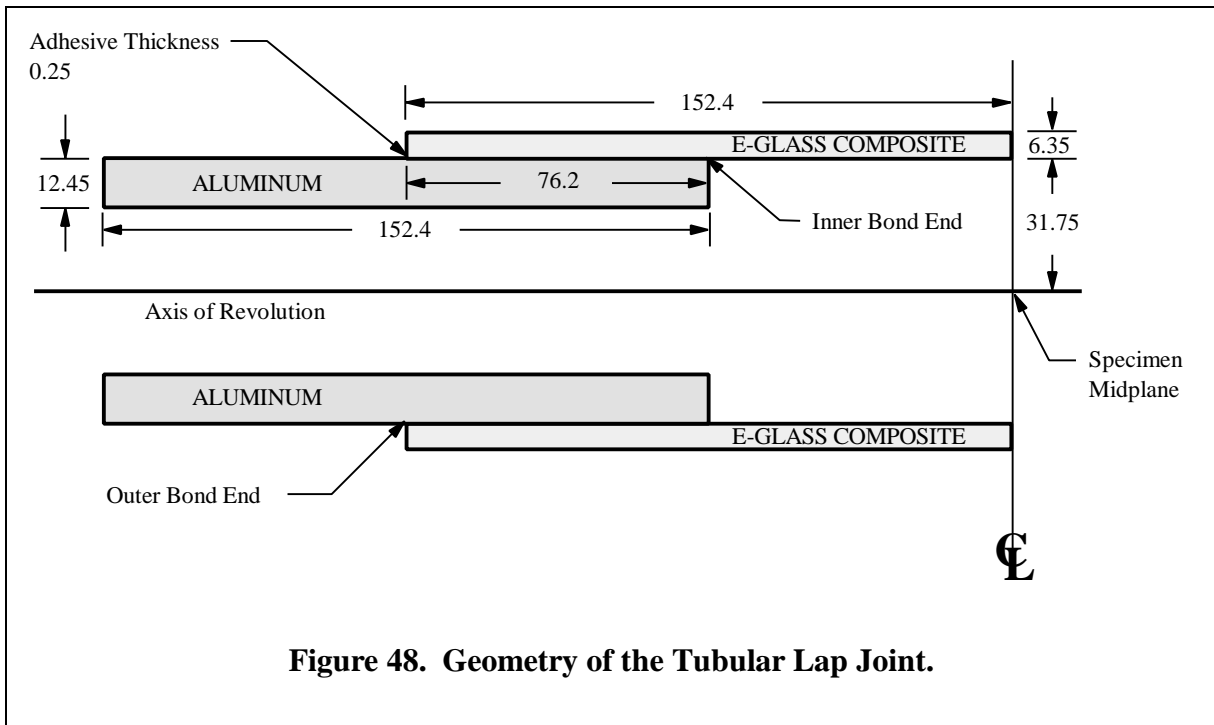 Adhesive Thickness
0.25
152.4
E-GLASS COMPOSITE
6.35
12.45
ALUMINUM
76.2
Inner Bond End
31.75
152.4
Axis of Revolution
Specimen
Midplane
ALUMINUM
E-GLASS COMPOSITE
Outer Bond End
CL
Figure 48. Geometry of the Tubular Lap Joint.